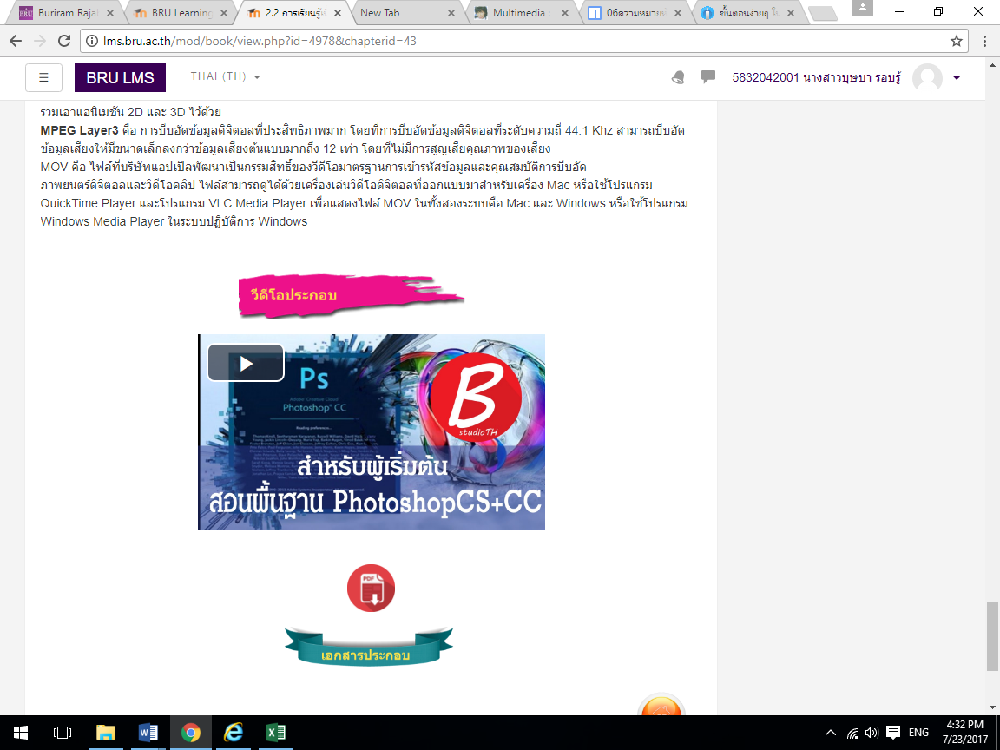 Buriram Raja
BRU Learning
2.2 การเรียนรู้
New Tab
Multimedia
06ความหมาย
ขั้นตอนง่ายๆ
lms.bru.ac.th/mod/book/view.php?id=4978&chapterid=43
BRU LMS
THAI (TH)
5832042001 นางสาวบุษบา รอบรู้
รวมเอาแอนิเมชัน 2D และ 3D ไว้ด้วย
MPEG Layer3 คือ การบีบอัดข้อมูลดิจิตอลที่ประสิทธิภาพมาก โดยที่การบีบอัดข้อมูลดิจิตอลที่ระดับความถี่ 44.1 Khz สามารถบีบอัด
ข้อมูลเสียงให้มีขนาดเล็กลงกว่าข้อมูลเสียงต้นแบบมากถึง 12 เท่า โดยที่ไม่มีการสูญเสียคุณภาพของเสียง
MOV คือ ไฟล์ที่บริษัทแอปเปิลพัฒนาเป็นกรรมสิทธิ์ของวีดีโอมาตรฐานการเข้ารหัสข้อมูลและคุณสมบัติการบีบอัด
ภาพยนตร์ดิจิตอลและวิดีโอคลิป ไฟล์สามารถดูได้ด้วยเครื่องเล่นวิดีโอดิจิตอลที่ออกแบบมาสำหรับเครื่อง Mac หรือใช้โปรแกรม
QuickTime Player และโปรแกรม VLC Media Player เพื่อแสดงไฟล์ MOV ในทั้งสองระบบคือ Mac และ Windows หรือใช้โปรแกรม
Windows Media Player ในระบบปฏิบัติการ Windows
วีดีโอประกอบ
Ps
Adobe Creative Cloud
Photoshop CC
Reading preferences...
B
studioTH
สำหรับผู้เริ่มต้น
สอนพื้นฐาน PhotoshopCS+CC
PDF
เอกสารประกอบ
ENG
4:32 PM
7/23/2017